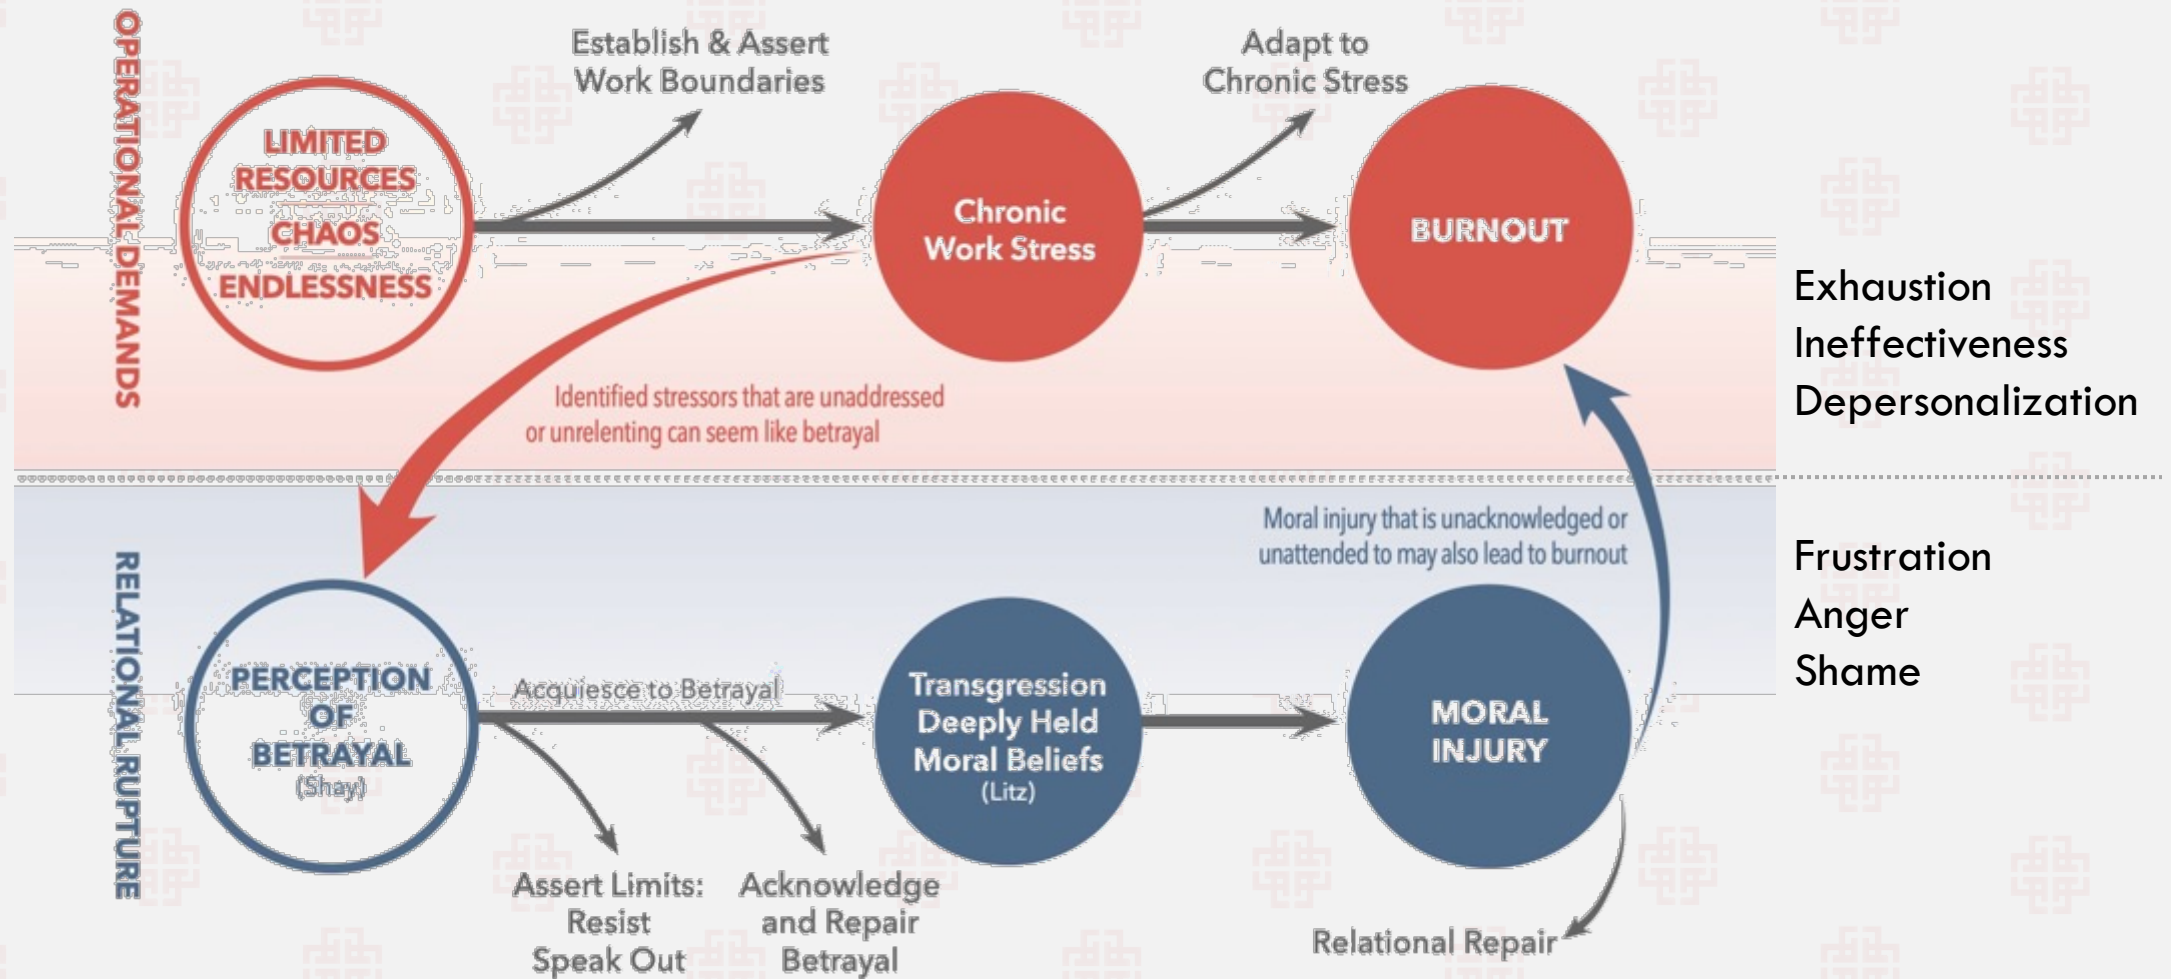 OPERATIONAL DEMANDS
LIMITED
RESOURCES
CHAOS
ENDLESSNESS
Establish & Assert
Work Boundaries
Chronic
Work Stress
Adapt to
Chronic Stress
BURNOUT
Exhaustion
Ineffectiveness
Depersonalization
Identified stressors that are unaddressed
or unrelenting can seem like betrayal
RELATIONAL RUPTURE
PERCEPTION
OF
BETRAYAL
(Shay)
Acquiesce to Betrayal
Assert Limits:
Resist
Speak Out
Acknowledge
and Repair
Betrayal
Transgression
Deeply Held
Moral Beliefs
(Litz)
Moral injury that is unacknowledged or
unattended to may also lead to burnout
MORAL
INJURY
Relational Repair
Frustration
Anger
Shame